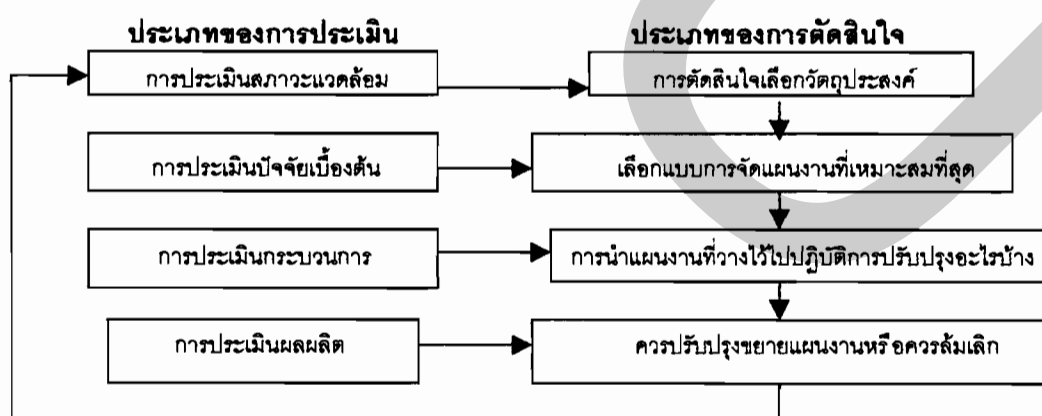 ประเภทของการประเมิน ประเภทของการตัดสินใจ
การประเมินสภาวะแวดล้อม การตัดสินใจเลือกวัตถุประสงค์
การประเมินปัจจัยเบื้องต้น เลือกแบบการจัดแผนงานที่เหมาะสมที่สุด
การประเมินกระบวนการ การนำแผนงานที่วางไว้ไปปฏิบัติการปรับปรุงอะไรบ้าง
การประเมินผลผลิต ควรปรับปรุงขยายแผนงานหรือควรล้มเลิก